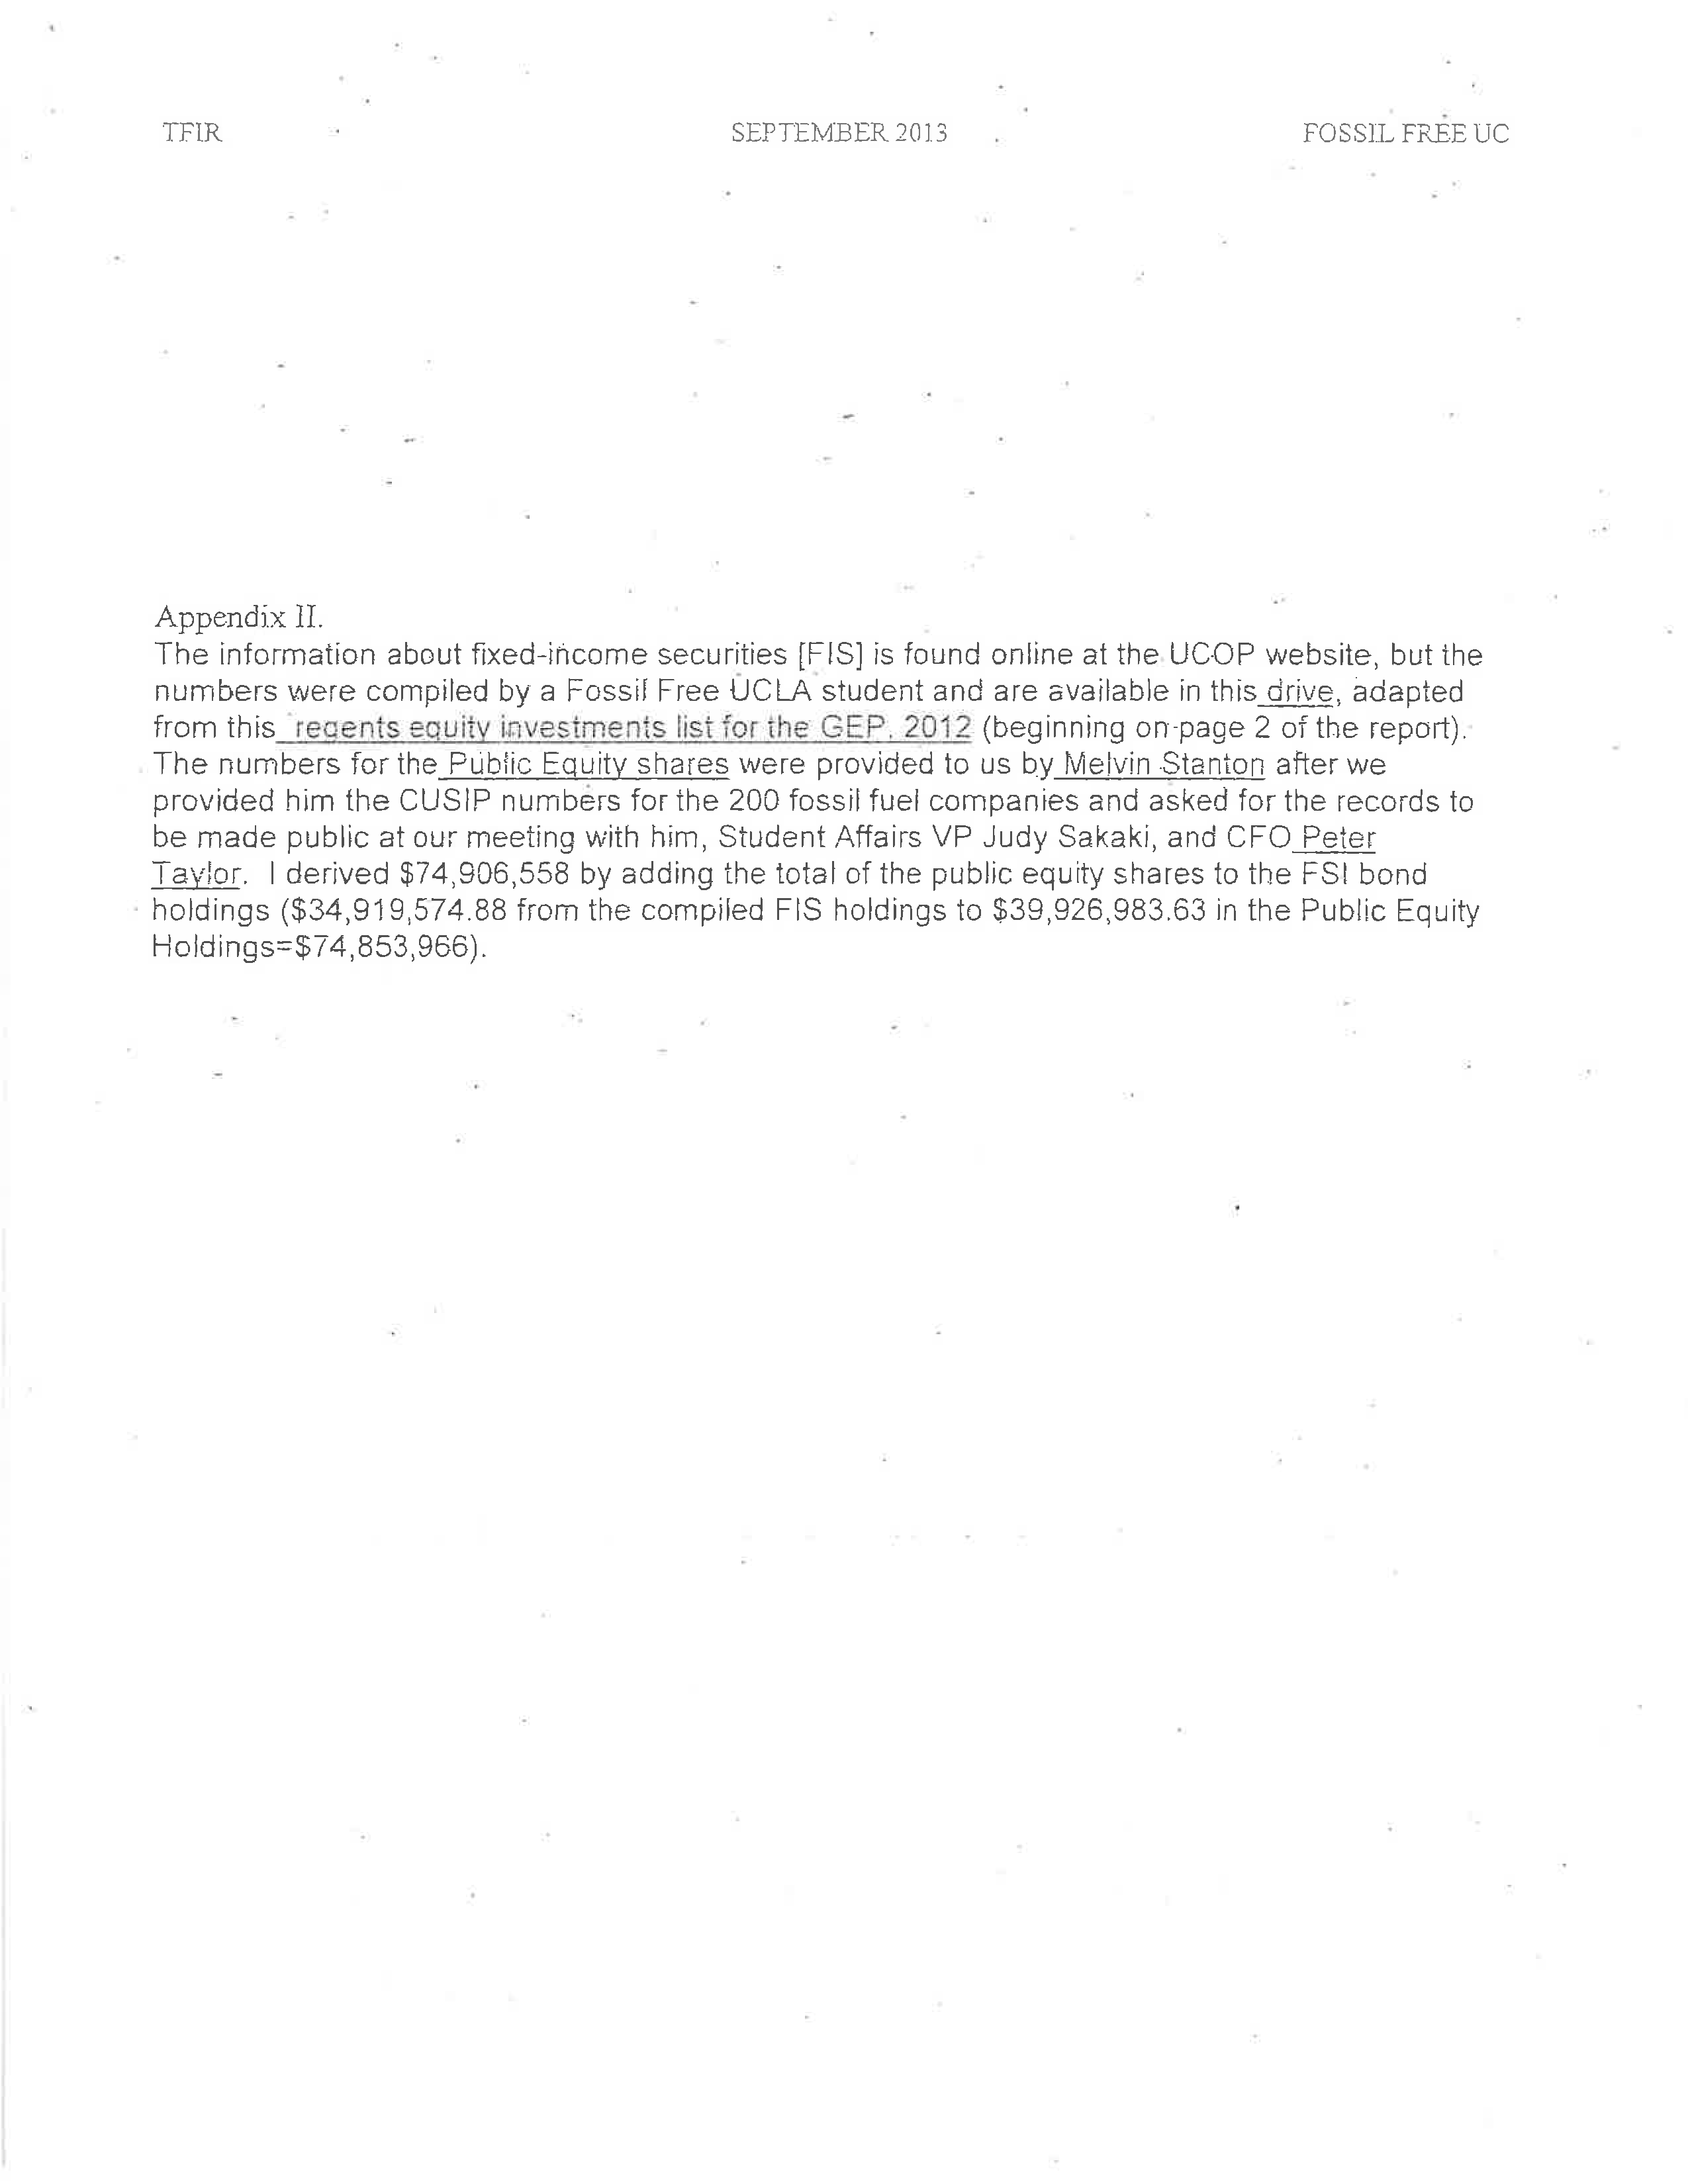 TFIR SEPTEMBER 2013 FOSSIL FREE UC
Appendix II.
The information about fixed-income securities [FIS] is found online at the UCOP website, but the
numbers were compiled by a Fossil Free UCLA student and are available in this drive, adapted
from this regents equity investments list for the GEP, 2012 (beginning on page 2 of the report).
The numbers for the Public Equity shares were provided to us by Melvin Stanton after we
provided him the CUSIP numbers for the 200 fossil fuel companies and asked for the records to
be made public at our meeting with him, Student Affairs VP Judy Sakaki, and CFO Peter
Taylor. I derived $74,906,558 by adding the total of the public equity shares to the FSI bond
holdings ($34,919,574.88 from the compiled FIS holdings to $39,926,983.63 in the Public Equity
Holdings=$74,853,966).